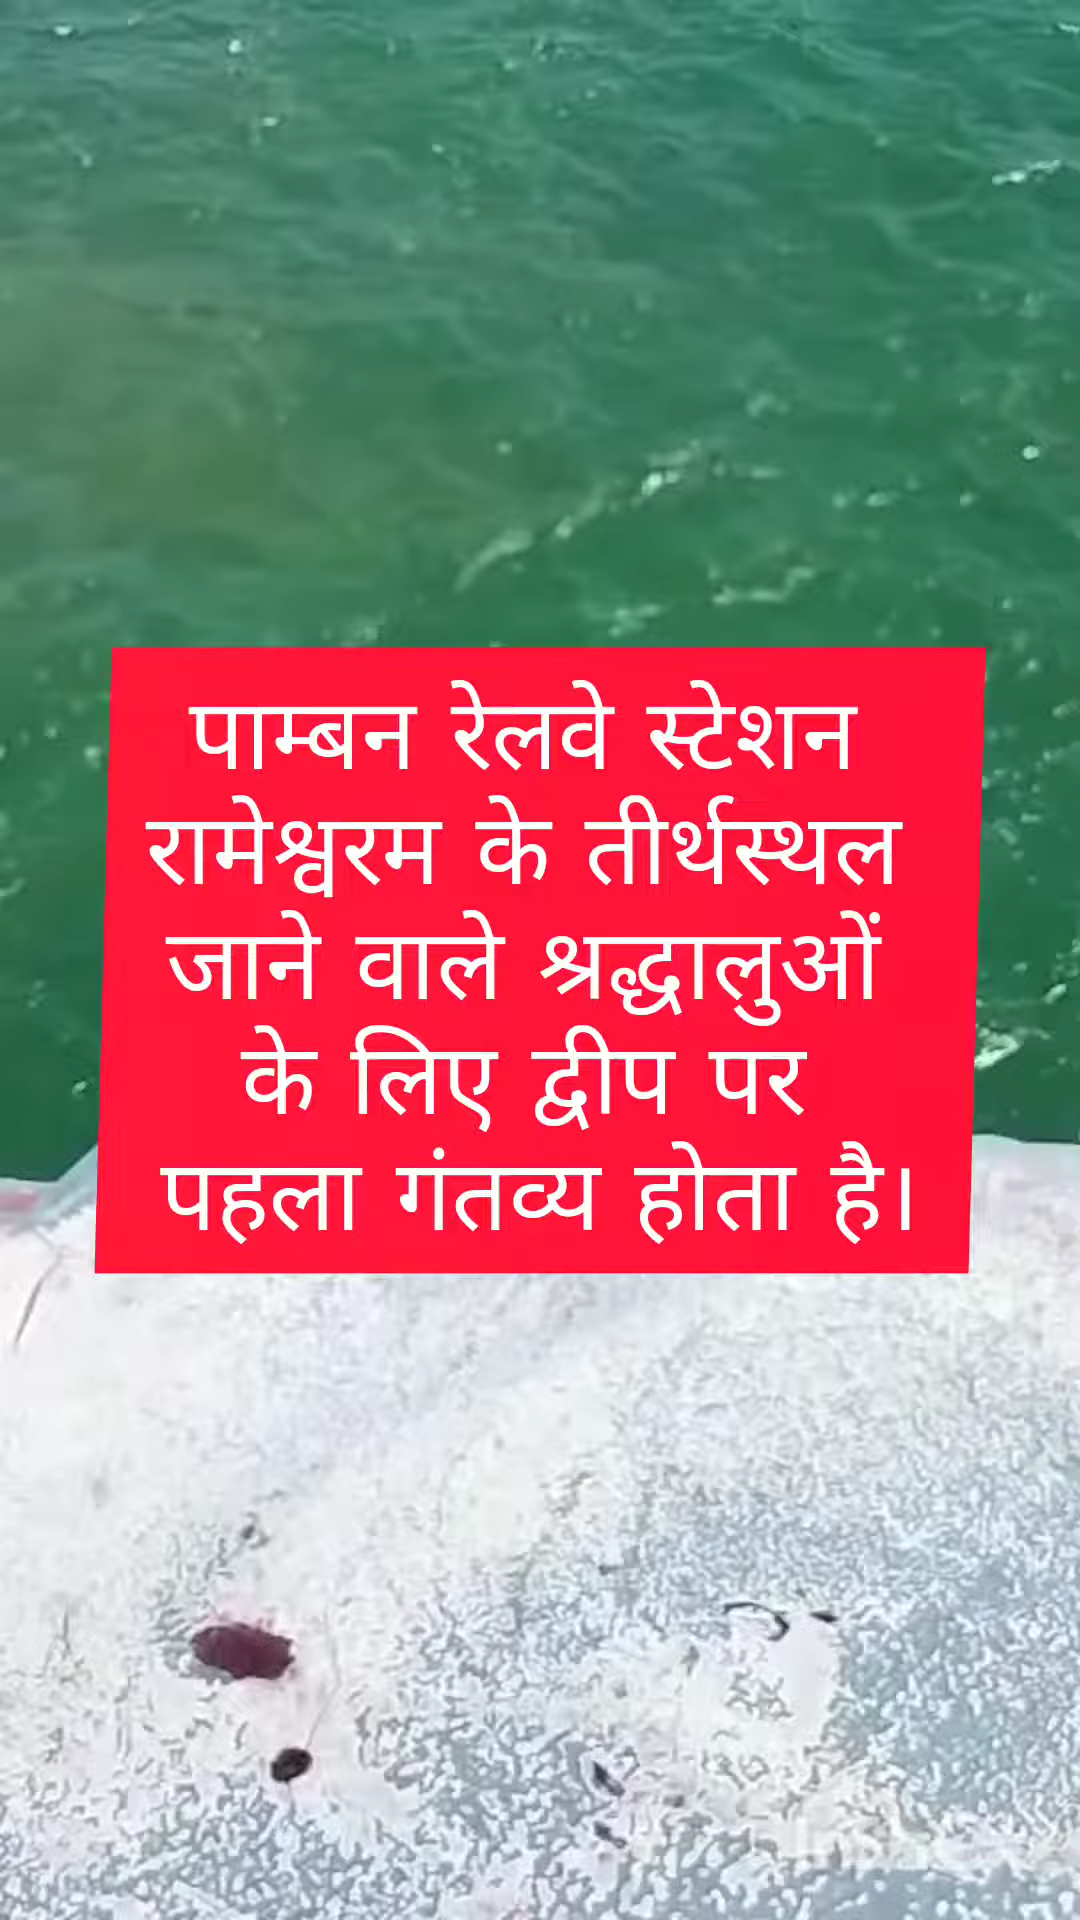 पाम्बन रेलवे स्टेशन
रामेश्वरम के तीर्थस्थल
जाने वाले श्रद्धालुओं
के लिए द्वीप पर
पहला गंतव्य होता है।